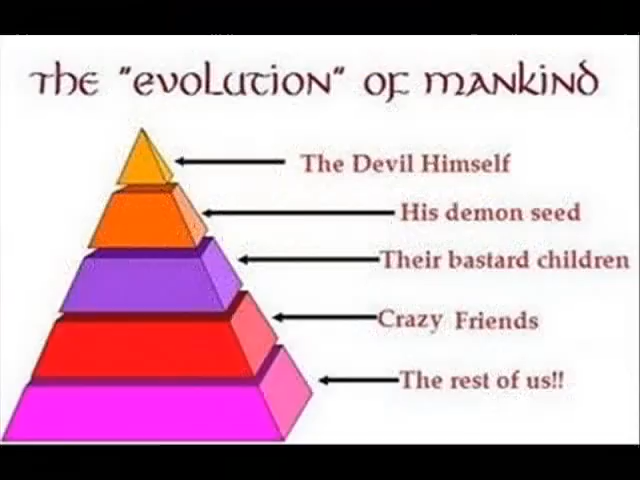 The "evolution" of mankind
The Devil Himself
His demon seed
Their bastard children
Crazy Friends
The rest of us!!